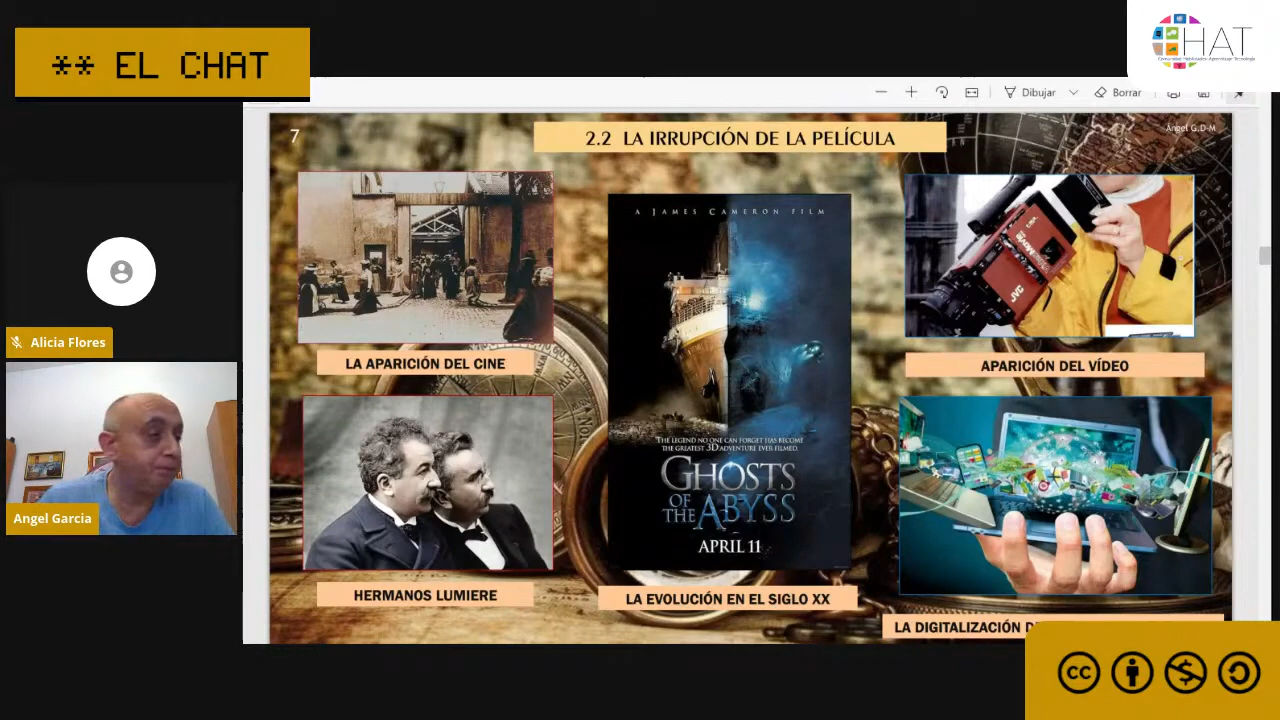 ** EL CHAT
HAT
Dibujar
Borrar
7
2.2 LA IRRUPCIÓN DE LA PELÍCULA
Ángel G.D-M
A JAMES CAMERON FILM
JVC
LA APARICIÓN DEL CINE
APARICIÓN DEL VÍDEO
Alicia Flores
THE LEGEND NO ONE CAN FORGET HAS BECOME
THE GREATEST 3D ADVENTURE EVER FILMED.
GHOSTS
OF THE ABYSS
APRIL 11
Angel Garcia
HERMANOS LUMIERE
LA EVOLUCIÓN EN EL SIGLO XX
LA DIGITALIZACIÓN
CC